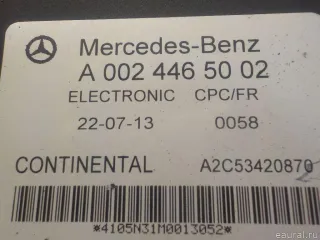 Mercedes-Benz
A 002 446 50 02
ELECTRONIC CPC/FR
22-07-13 0058
CONTINENTAL A2C53420870
*4105N31M0013052*
eaural.ru